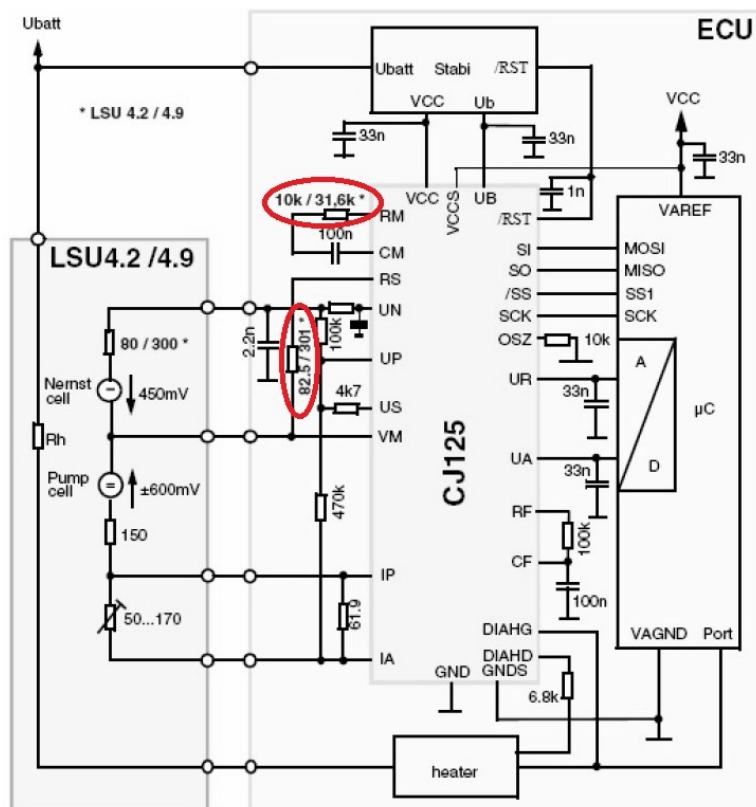 Ubatt
ECU
Ubatt Stabi /RST
VCC Ub
* LSU 4.2 / 4.9
33n
33n
VCC
33n
10k / 31,6k *
RM
100n
CM
VCC
VCCS
UB
1n
/RST
VAREF
LSU4.2 /4.9
RS
SI
MOSI
SO
MISO
UN
/SS
SS1
SCK
SCK
80 / 300 *
2.2n
82.5 / 301 *
100k
OSZ
10k
UP
Nernst
cell
450mV
4k7
US
UR
33n
A
D
µC
Rh
VM
CJ125
Pump
cell
±600mV
UA
33n
470k
150
RF
100k
CF
IP
100n
50...170
61.9
DIAHG
VAGND Port
IA
DIAHD
GND
GNDS
6.8k
heater